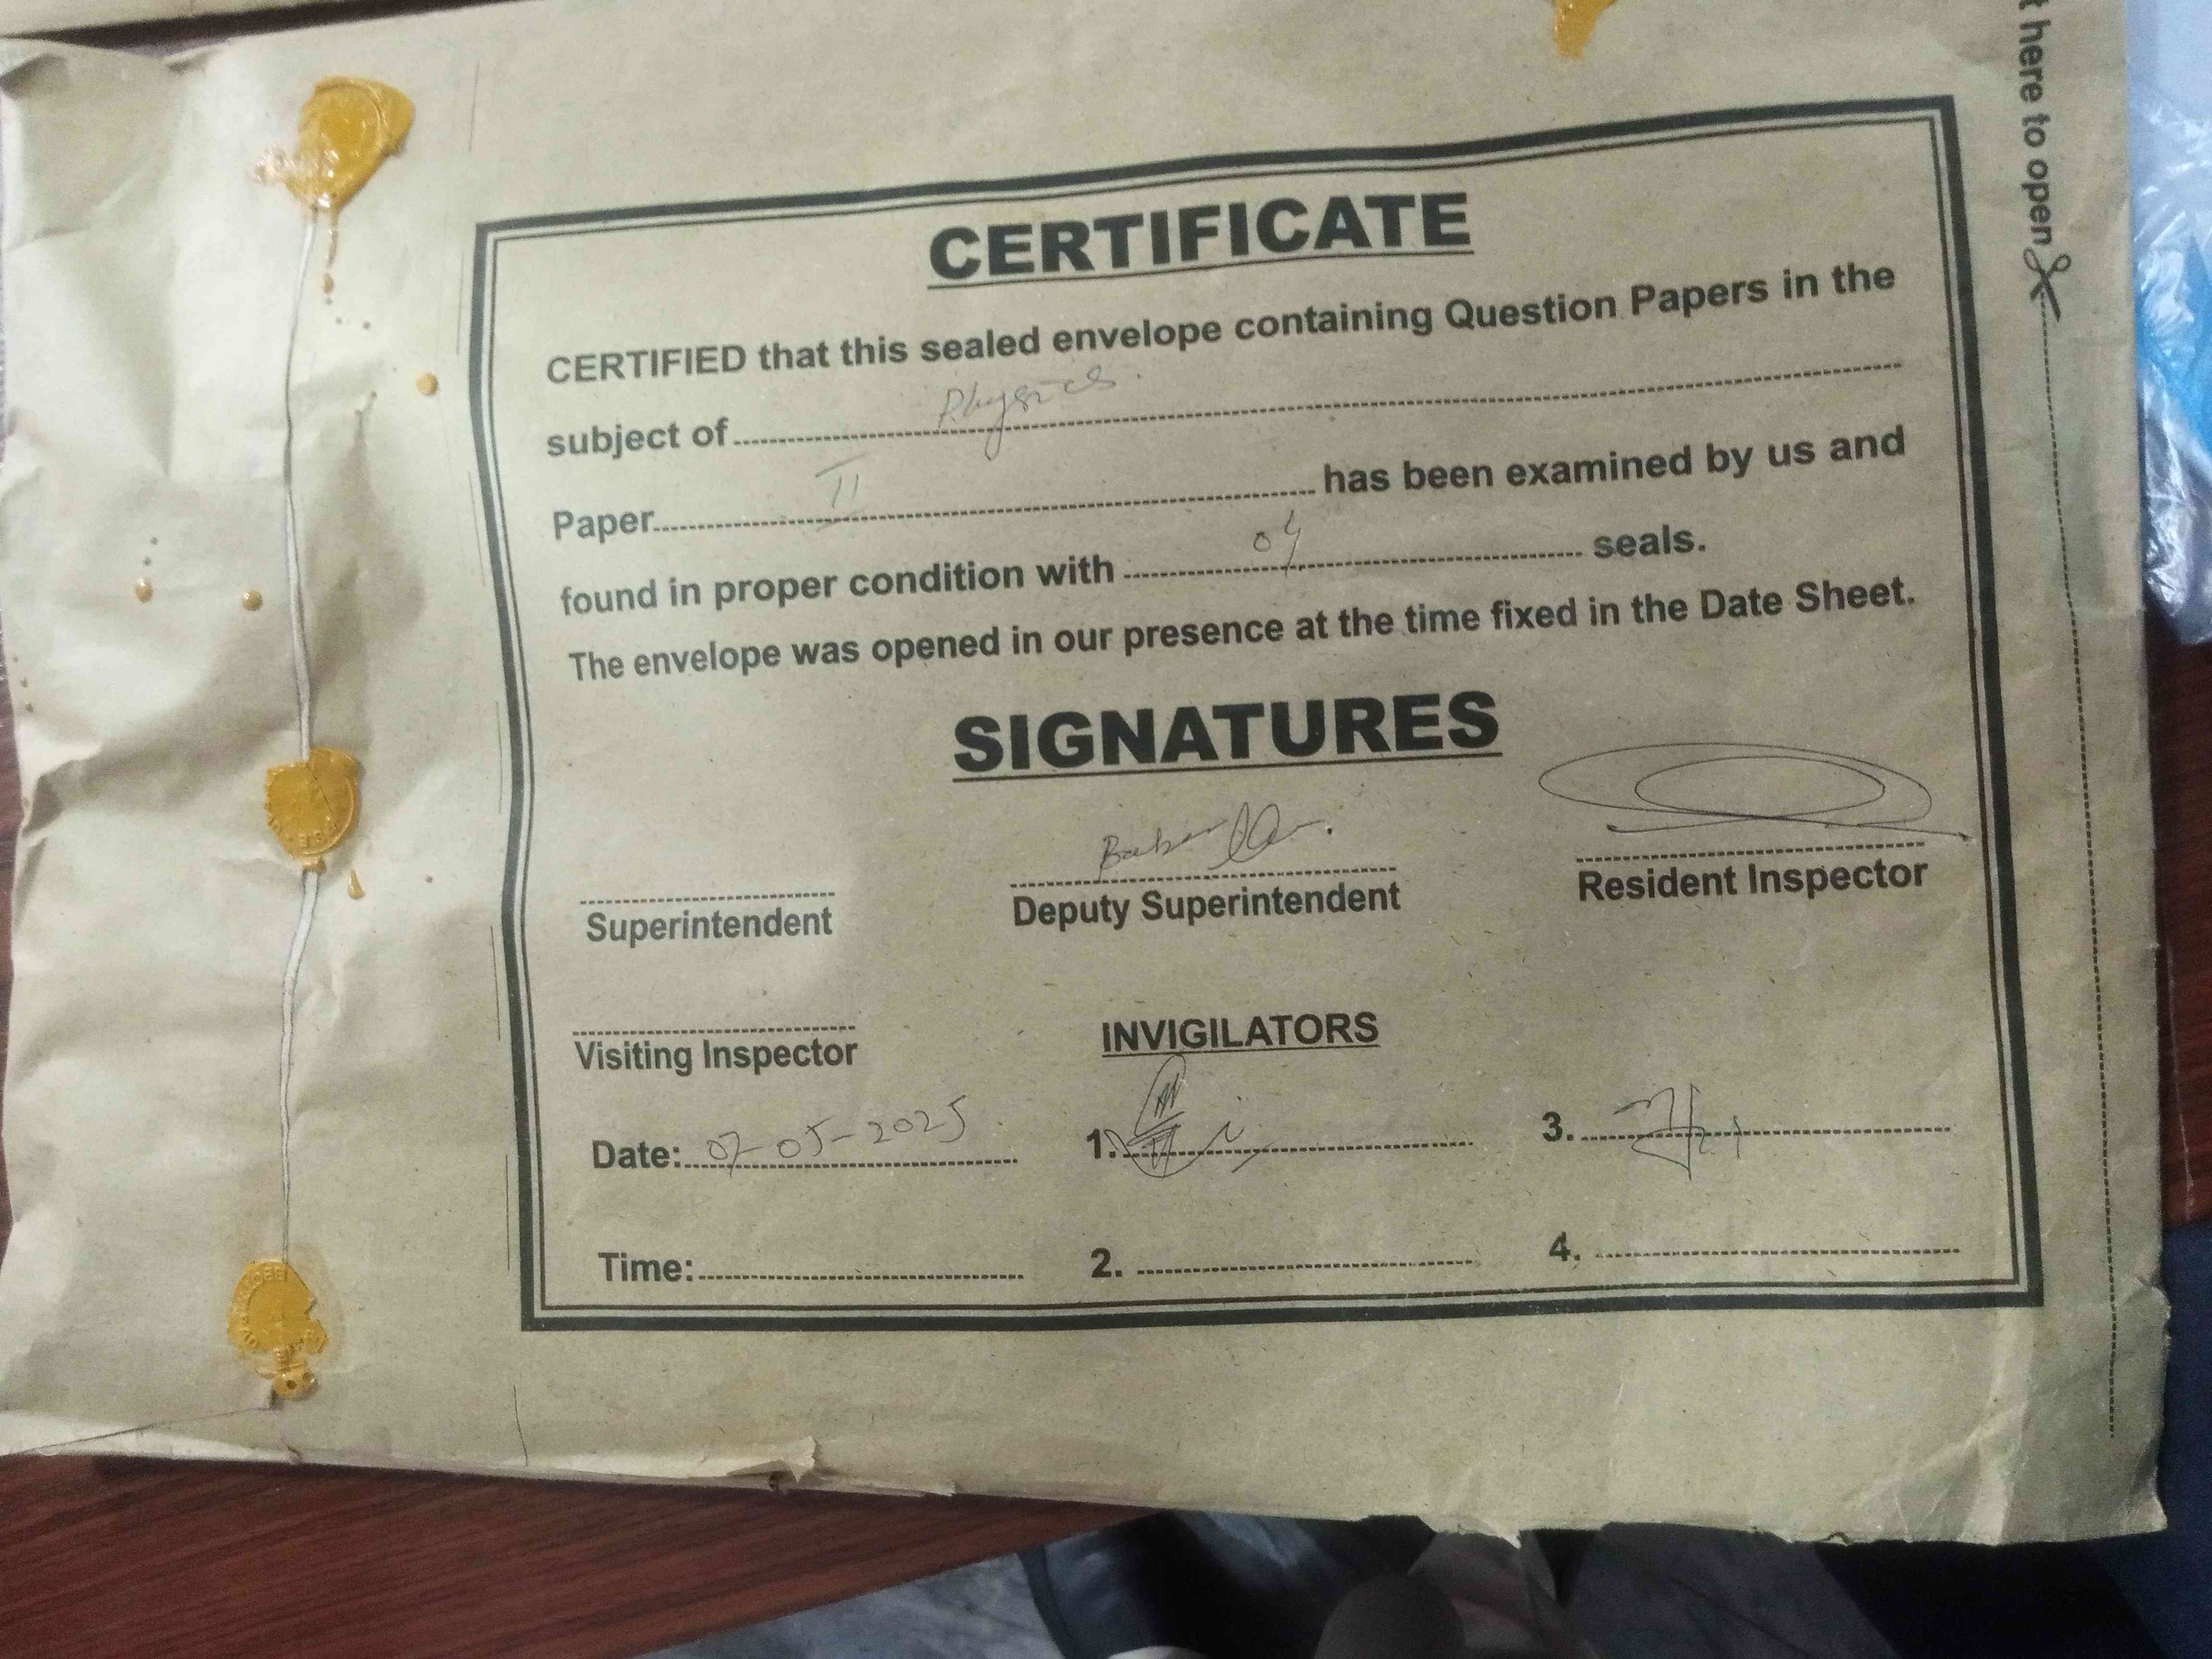 t here to open
CERTIFICATE
CERTIFIED that this sealed envelope containing Question Papers in the
subject of Physics
Paper II has been examined by us and
found in proper condition with 04 seals.
The envelope was opened in our presence at the time fixed in the Date Sheet.
SIGNATURES
Superintendent
Deputy Superintendent
Resident Inspector
Visiting Inspector
INVIGILATORS
Date: 07-05-2025 1. 3.
Time: 2. 4.